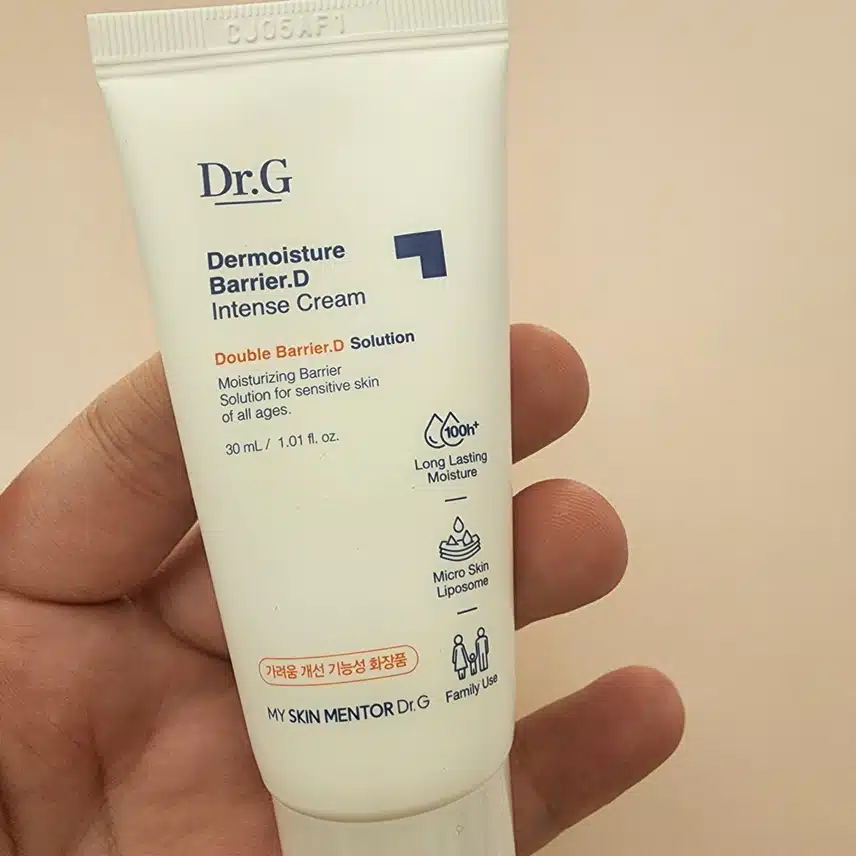 CJ05AF1
Dr.G
Dermoisture
Barrier.D
Intense Cream
Double Barrier.D Solution
Moisturizing Barrier
Solution for sensitive skin
of all ages.
30 mL / 1.01 fl. oz.
100h+
Long Lasting
Moisture
Micro Skin
Liposome
Family Use
가려움 개선 기능성 화장품
MY SKIN MENTOR Dr.G